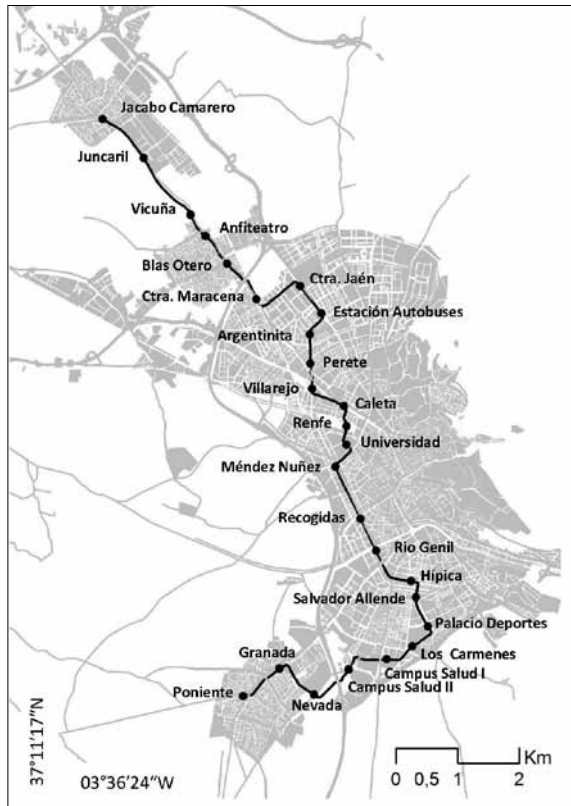 Jacabo Camarero
Juncaril
Vicuña
Anfiteatro
Blas Otero
Ctra. Jaén
Ctra. Maracena
Estación Autobuses
Argentinita
Perete
Villarejo
Caleta
Renfe
Universidad
Méndez Nuñez
Recogidas
Rio Genil
Hípica
Salvador Allende
Palacio Deportes
Los Carmenes
Granada
Campus Salud I
Campus Salud II
Poniente
Nevada
37°11'17"N
03°36'24"W
Km
0 0,5 1 2